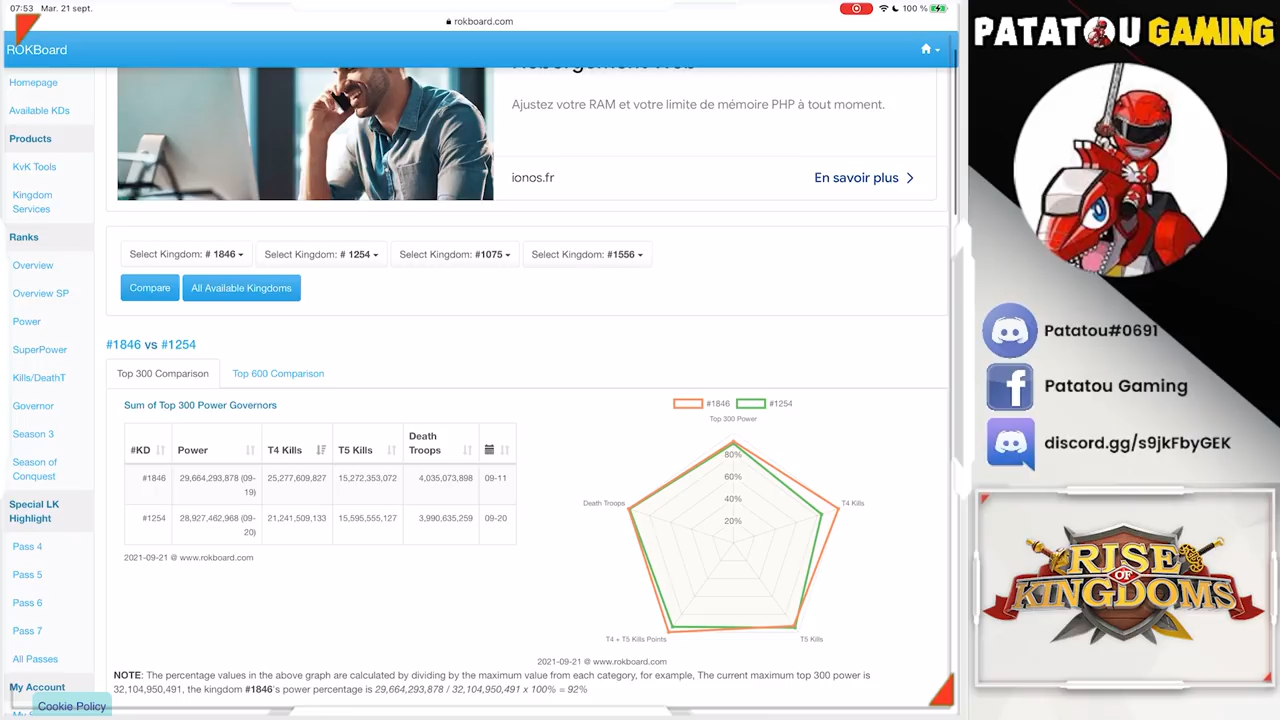 07:53 Mar. 21 sept.
rokboard.com
100 %
ROKBoard
Homepage
Available KDs
Products
KvK Tools
Kingdom
Services
Ranks
Overview
Overview SP
Power
SuperPower
Kills/DeathT
Governor
Season 3
Season of
Conquest
Special LK
Highlight
Pass 4
Pass 5
Pass 6
Pass 7
All Passes
My Account
Cookie Policy
Hébergement Web
Ajustez votre RAM et votre limite de mémoire PHP à tout moment.
ionos.fr
En savoir plus
Select Kingdom: # 1846
Select Kingdom: # 1254
Select Kingdom: #1075
Select Kingdom: #1556
Compare
All Available Kingdoms
#1846 vs #1254
Top 300 Comparison
Top 600 Comparison
Sum of Top 300 Power Governors
#KD Power T4 Kills T5 Kills Death Troops
#1846 29,664,293,878 (09-19) 25,277,609,827 15,272,353,072 4,035,073,898 09-11
#1254 28,927,462,968 (09-20) 21,241,509,133 15,595,555,127 3,990,635,259 09-20
2021-09-21 @ www.rokboard.com
#1846 #1254
Top 300 Power
80%
60%
40%
20%
Death Troops
T4 Kills
T4 + T5 Kills Points
T5 Kills
2021-09-21 @ www.rokboard.com
NOTE: The percentage values in the above graph are calculated by dividing by the maximum value from each category, for example, The current maximum top 300 power is
32,104,950,491, the kingdom #1846's power percentage is 29,664,293,878 / 32,104,950,491 x 100% = 92%
PATATOU GAMING
Patatou#0691
Patatou Gaming
discord.gg/s9jkFbyGEK
RISE
OF
KINGDOMS